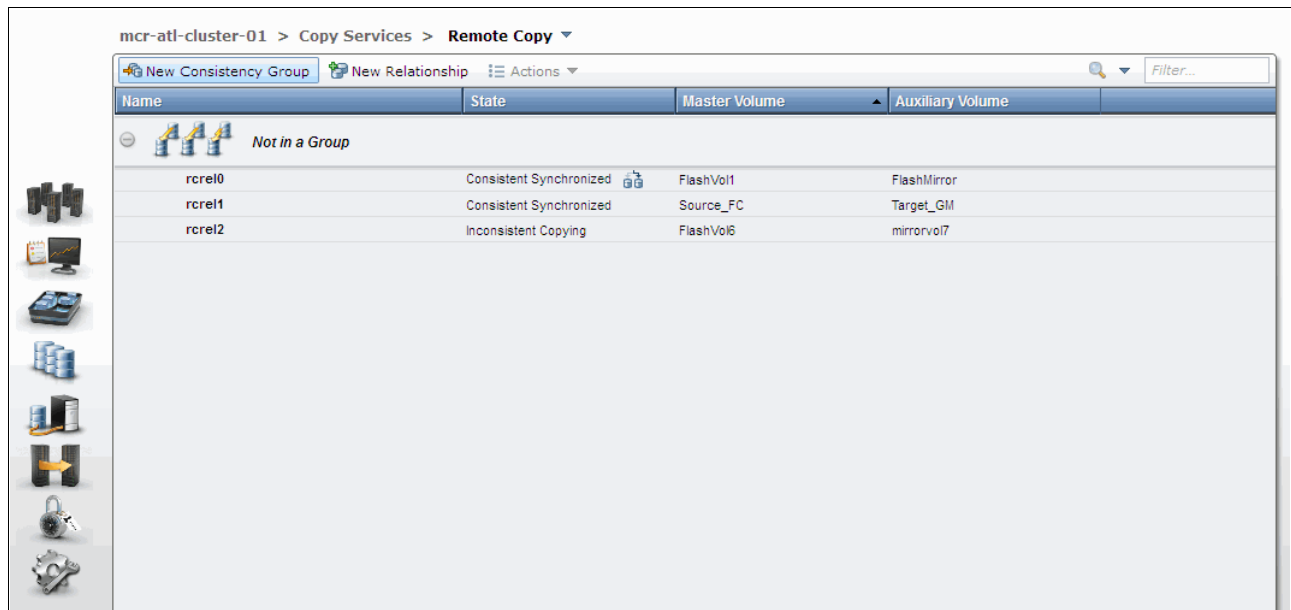 mcr-atl-cluster-01 > Copy Services > Remote Copy
New Consistency Group New Relationship Actions Filter...
Name State Master Volume Auxiliary Volume
Not in a Group
rcrel0 Consistent Synchronized FlashVol1 FlashMirror
rcrel1 Consistent Synchronized Source_FC Target_GM
rcrel2 Inconsistent Copying FlashVol6 mirrorvol7